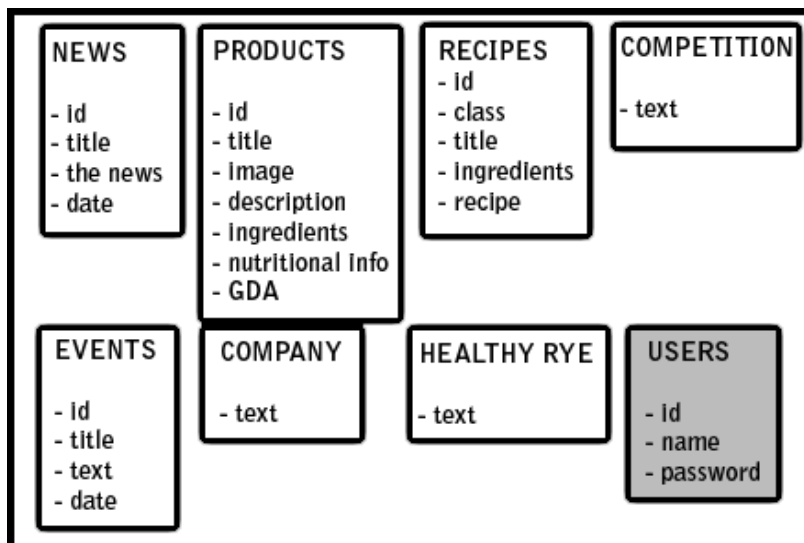 NEWS
- id
- title
- the news
- date
PRODUCTS
- id
- title
- image
- description
- ingredients
- nutritional info
- GDA
RECIPES
- id
- class
- title
- ingredients
- recipe
COMPETITION
- text
EVENTS
- id
- title
- text
- date
COMPANY
- text
HEALTHY RYE
- text
USERS
- id
- name
- password